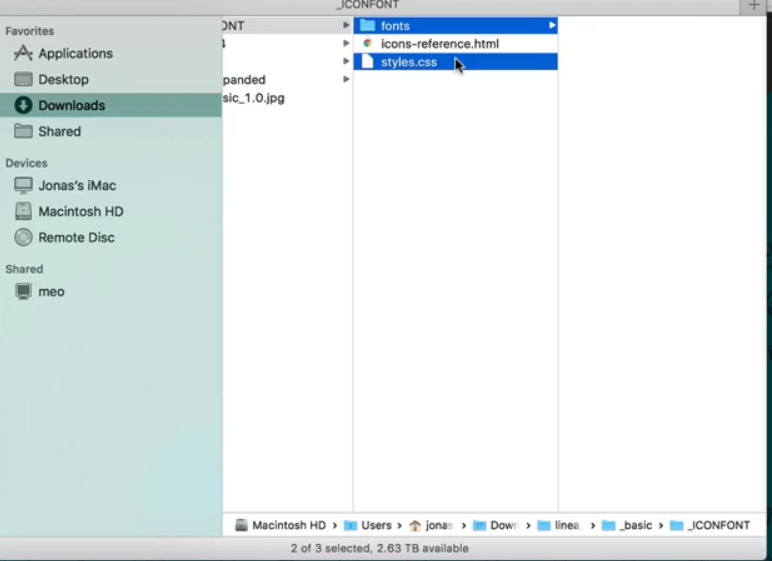 _ICONFONT
Favorites
Applications
Desktop
Downloads
Shared
Devices
Jonas's iMac
Macintosh HD
Remote Disc
Shared
meo
ONT
4
panded
sic_1.0.jpg
fonts
icons-reference.html
styles.css
Macintosh HD › Users › jonas › Down › linea_ › _basic › _ICONFONT
2 of 3 selected, 2.63 TB available